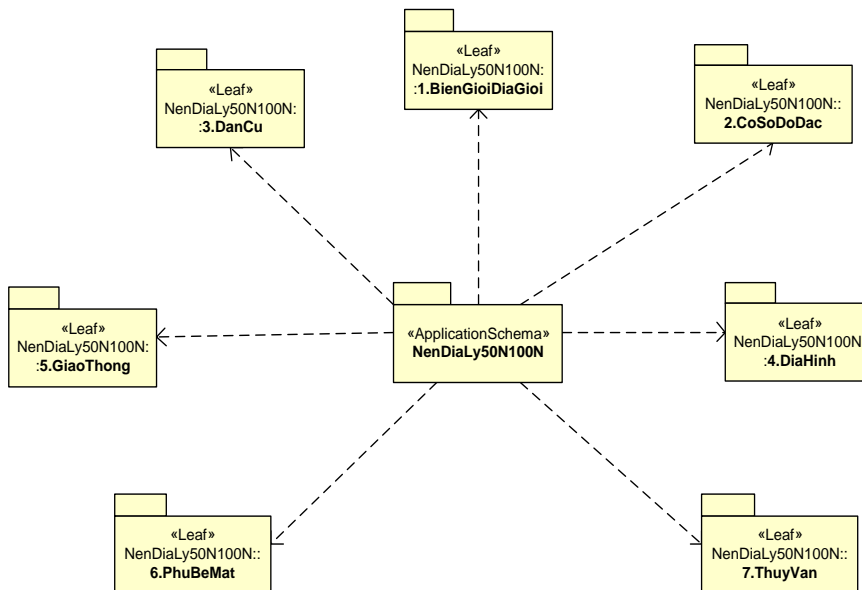 «Leaf»
NenDiaLy50N100N:
:1.BienGioiDiaGioi
«Leaf»
NenDiaLy50N100N:
:3.DanCu
«Leaf»
NenDiaLy50N100N::
2.CoSoDoDac
«Leaf»
NenDiaLy50N100N:
:5.GiaoThong
«ApplicationSchema»
NenDiaLy50N100N
«Leaf»
NenDiaLy50N100N:
:4.DiaHinh
«Leaf»
NenDiaLy50N100N::
6.PhuBeMat
«Leaf»
NenDiaLy50N100N::
7.ThuyVan